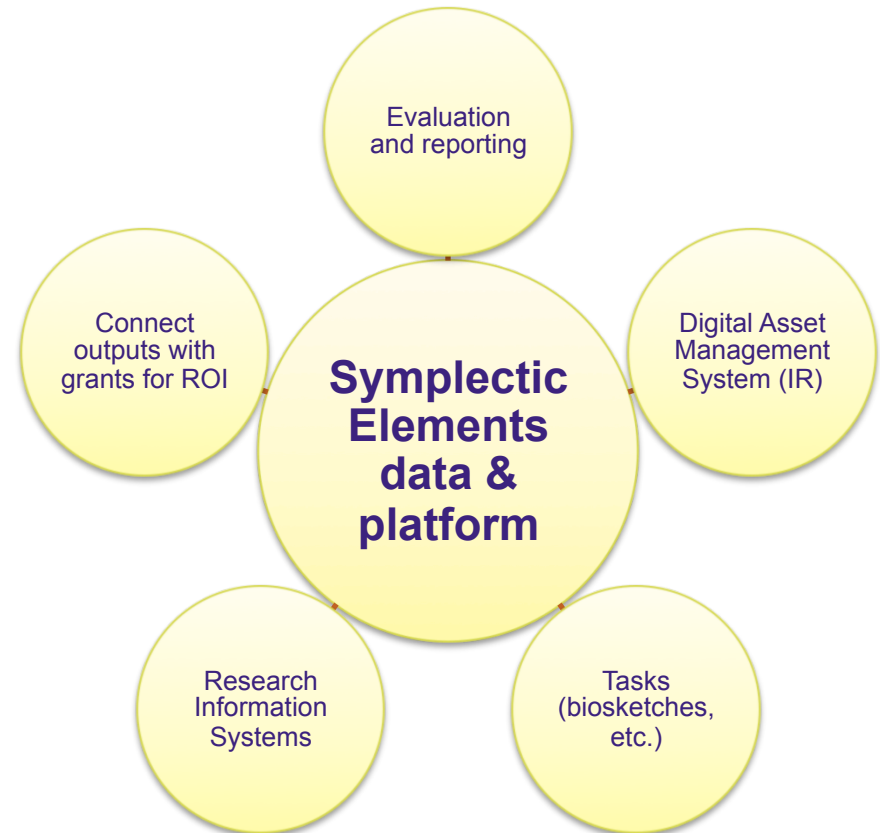 Evaluation
and reporting
Connect
outputs with
grants for ROI
Digital Asset
Management
System (IR)
Symplectic
Elements
data &
platform
Research
Information
Systems
Tasks
(biosketches,
etc.)